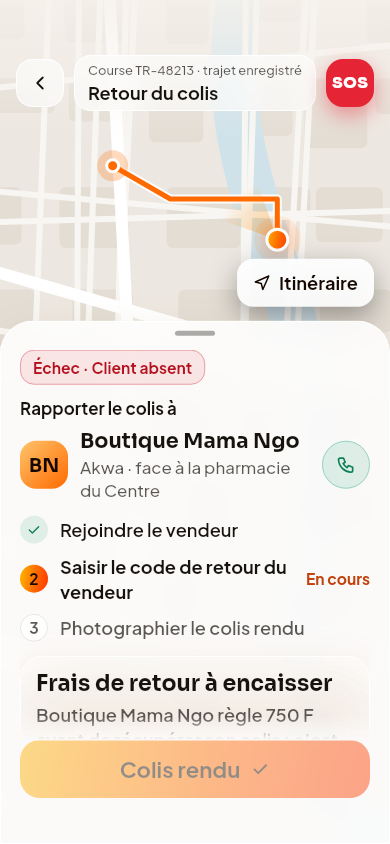 Course TR-48213 · trajet enregistré
Retour du colis
SOS
Itinéraire
Échec · Client absent
Rapporter le colis à
BN
Boutique Mama Ngo
Akwa · face à la pharmacie
du Centre
Rejoindre le vendeur
2
Saisir le code de retour du
vendeur
En cours
3
Photographier le colis rendu
Frais de retour à encaisser
Boutique Mama Ngo règle 750 F
Colis rendu